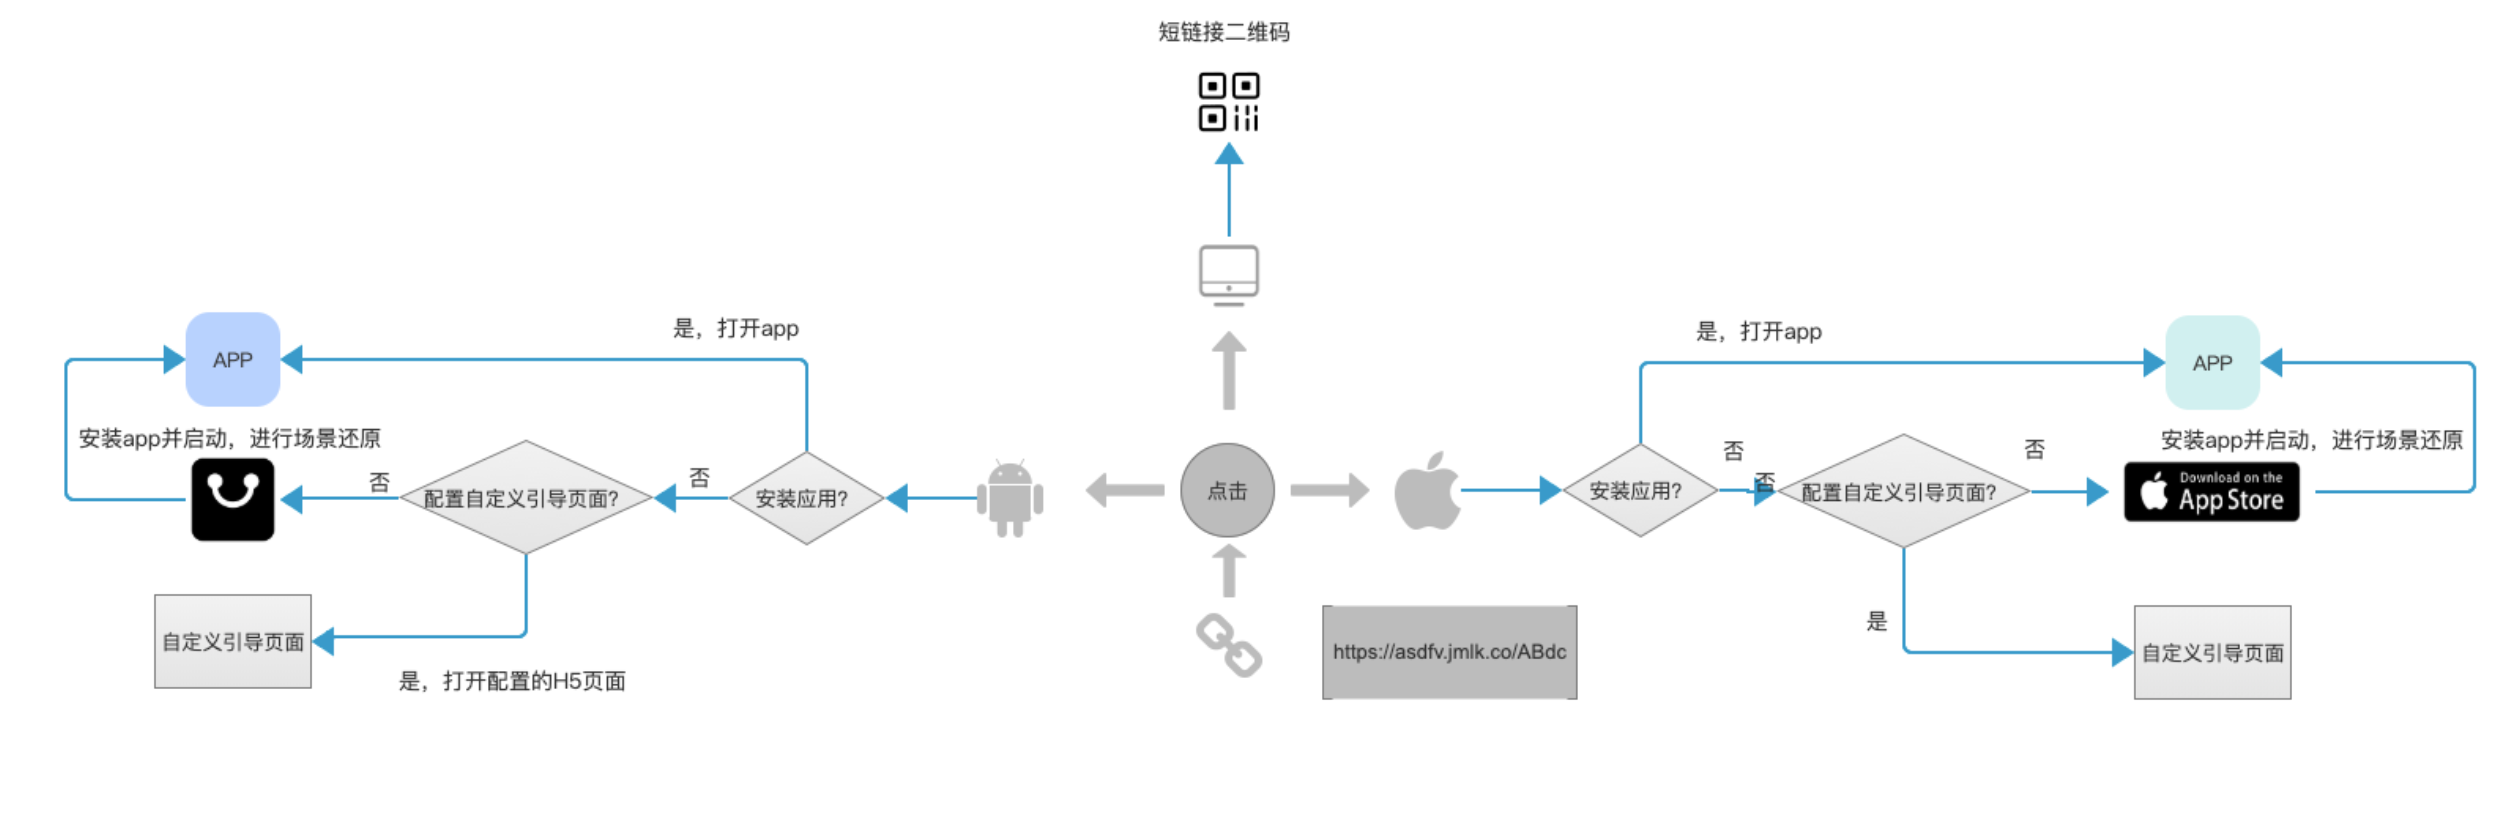 短链接二维码
是，打开app
APP
安装app并启动，进行场景还原
否
配置自定义引导页面?
否
安装应用?
自定义引导页面
是，打开配置的H5页面
点击
https://asdfv.jmlk.co/ABdc
是，打开app
APP
安装应用?
否
否
配置自定义引导页面?
否
安装app并启动，进行场景还原
Download on the
App Store
是
自定义引导页面